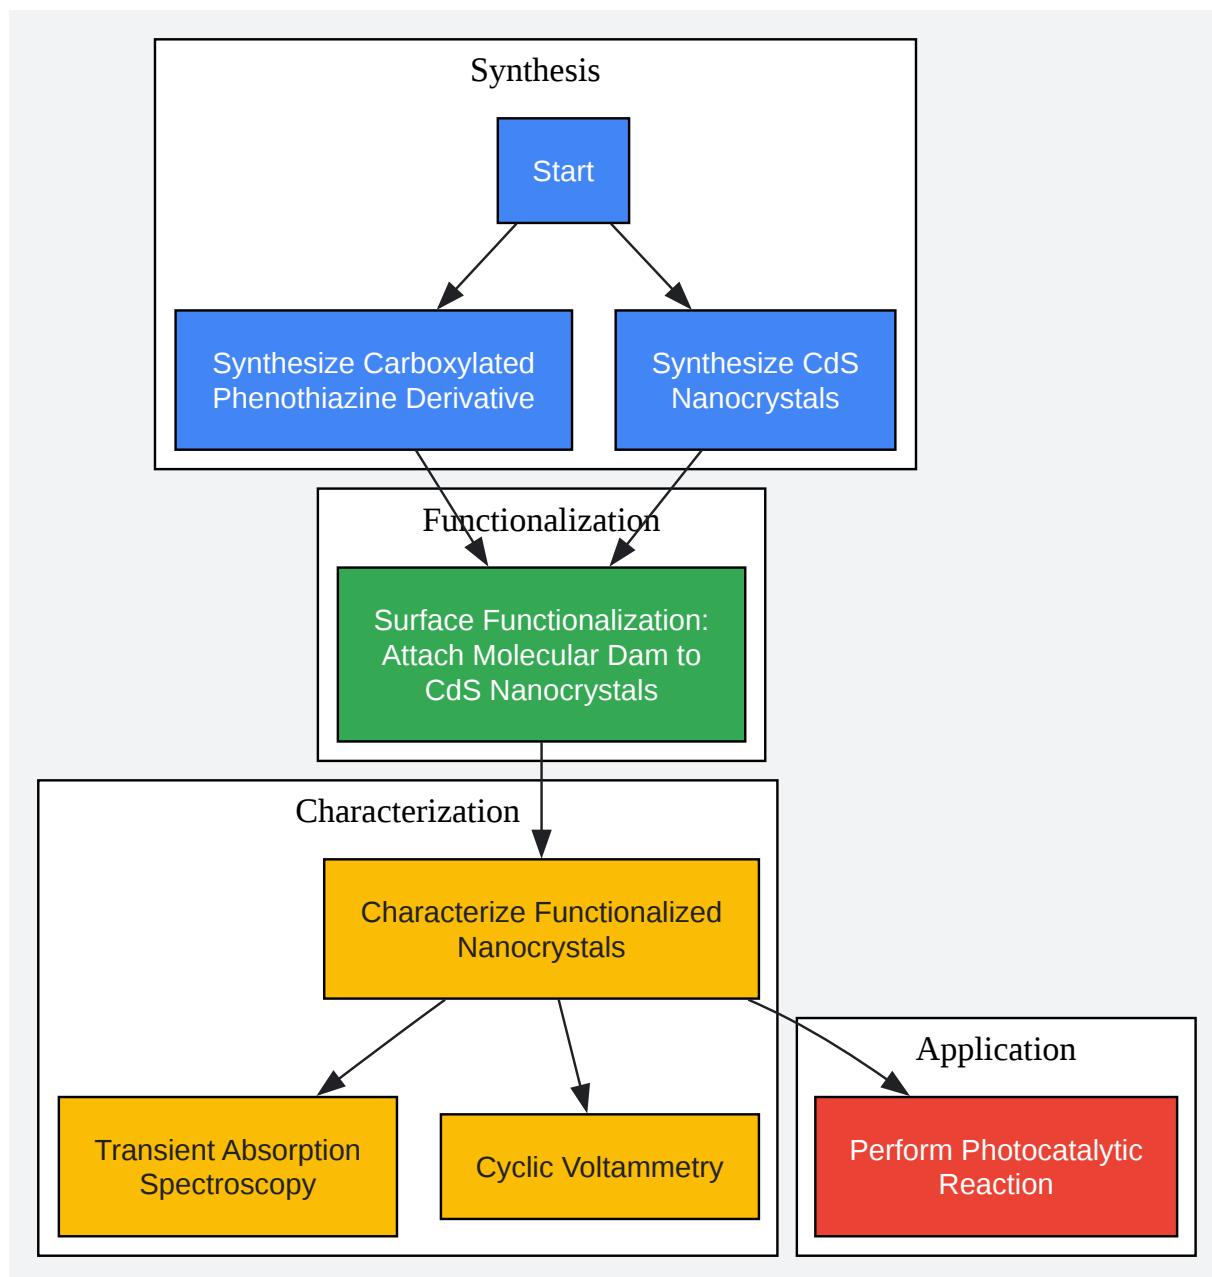 Synthesis
Start
Synthesize Carboxylated
Phenothiazine Derivative
Synthesize CdS
Nanocrystals
Functionalization
Surface Functionalization:
Attach Molecular Dam to
CdS Nanocrystals
Characterization
Characterize Functionalized
Nanocrystals
Transient Absorption
Spectroscopy
Cyclic Voltammetry
Application
Perform Photocatalytic
Reaction